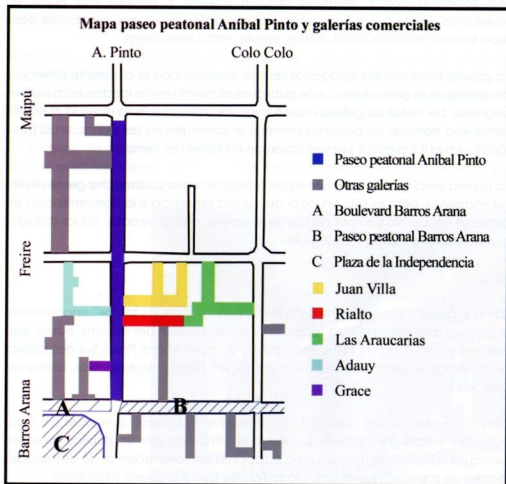 Mapa paseo peatonal Aníbal Pinto y galerías comerciales
A. Pinto
Colo Colo
Maipú
Freire
Barros Arana
A
B
C
Paseo peatonal Aníbal Pinto
Otras galerías
A Boulevard Barros Arana
B Paseo peatonal Barros Arana
C Plaza de la Independencia
Juan Villa
Rialto
Las Araucarias
Adauy
Grace